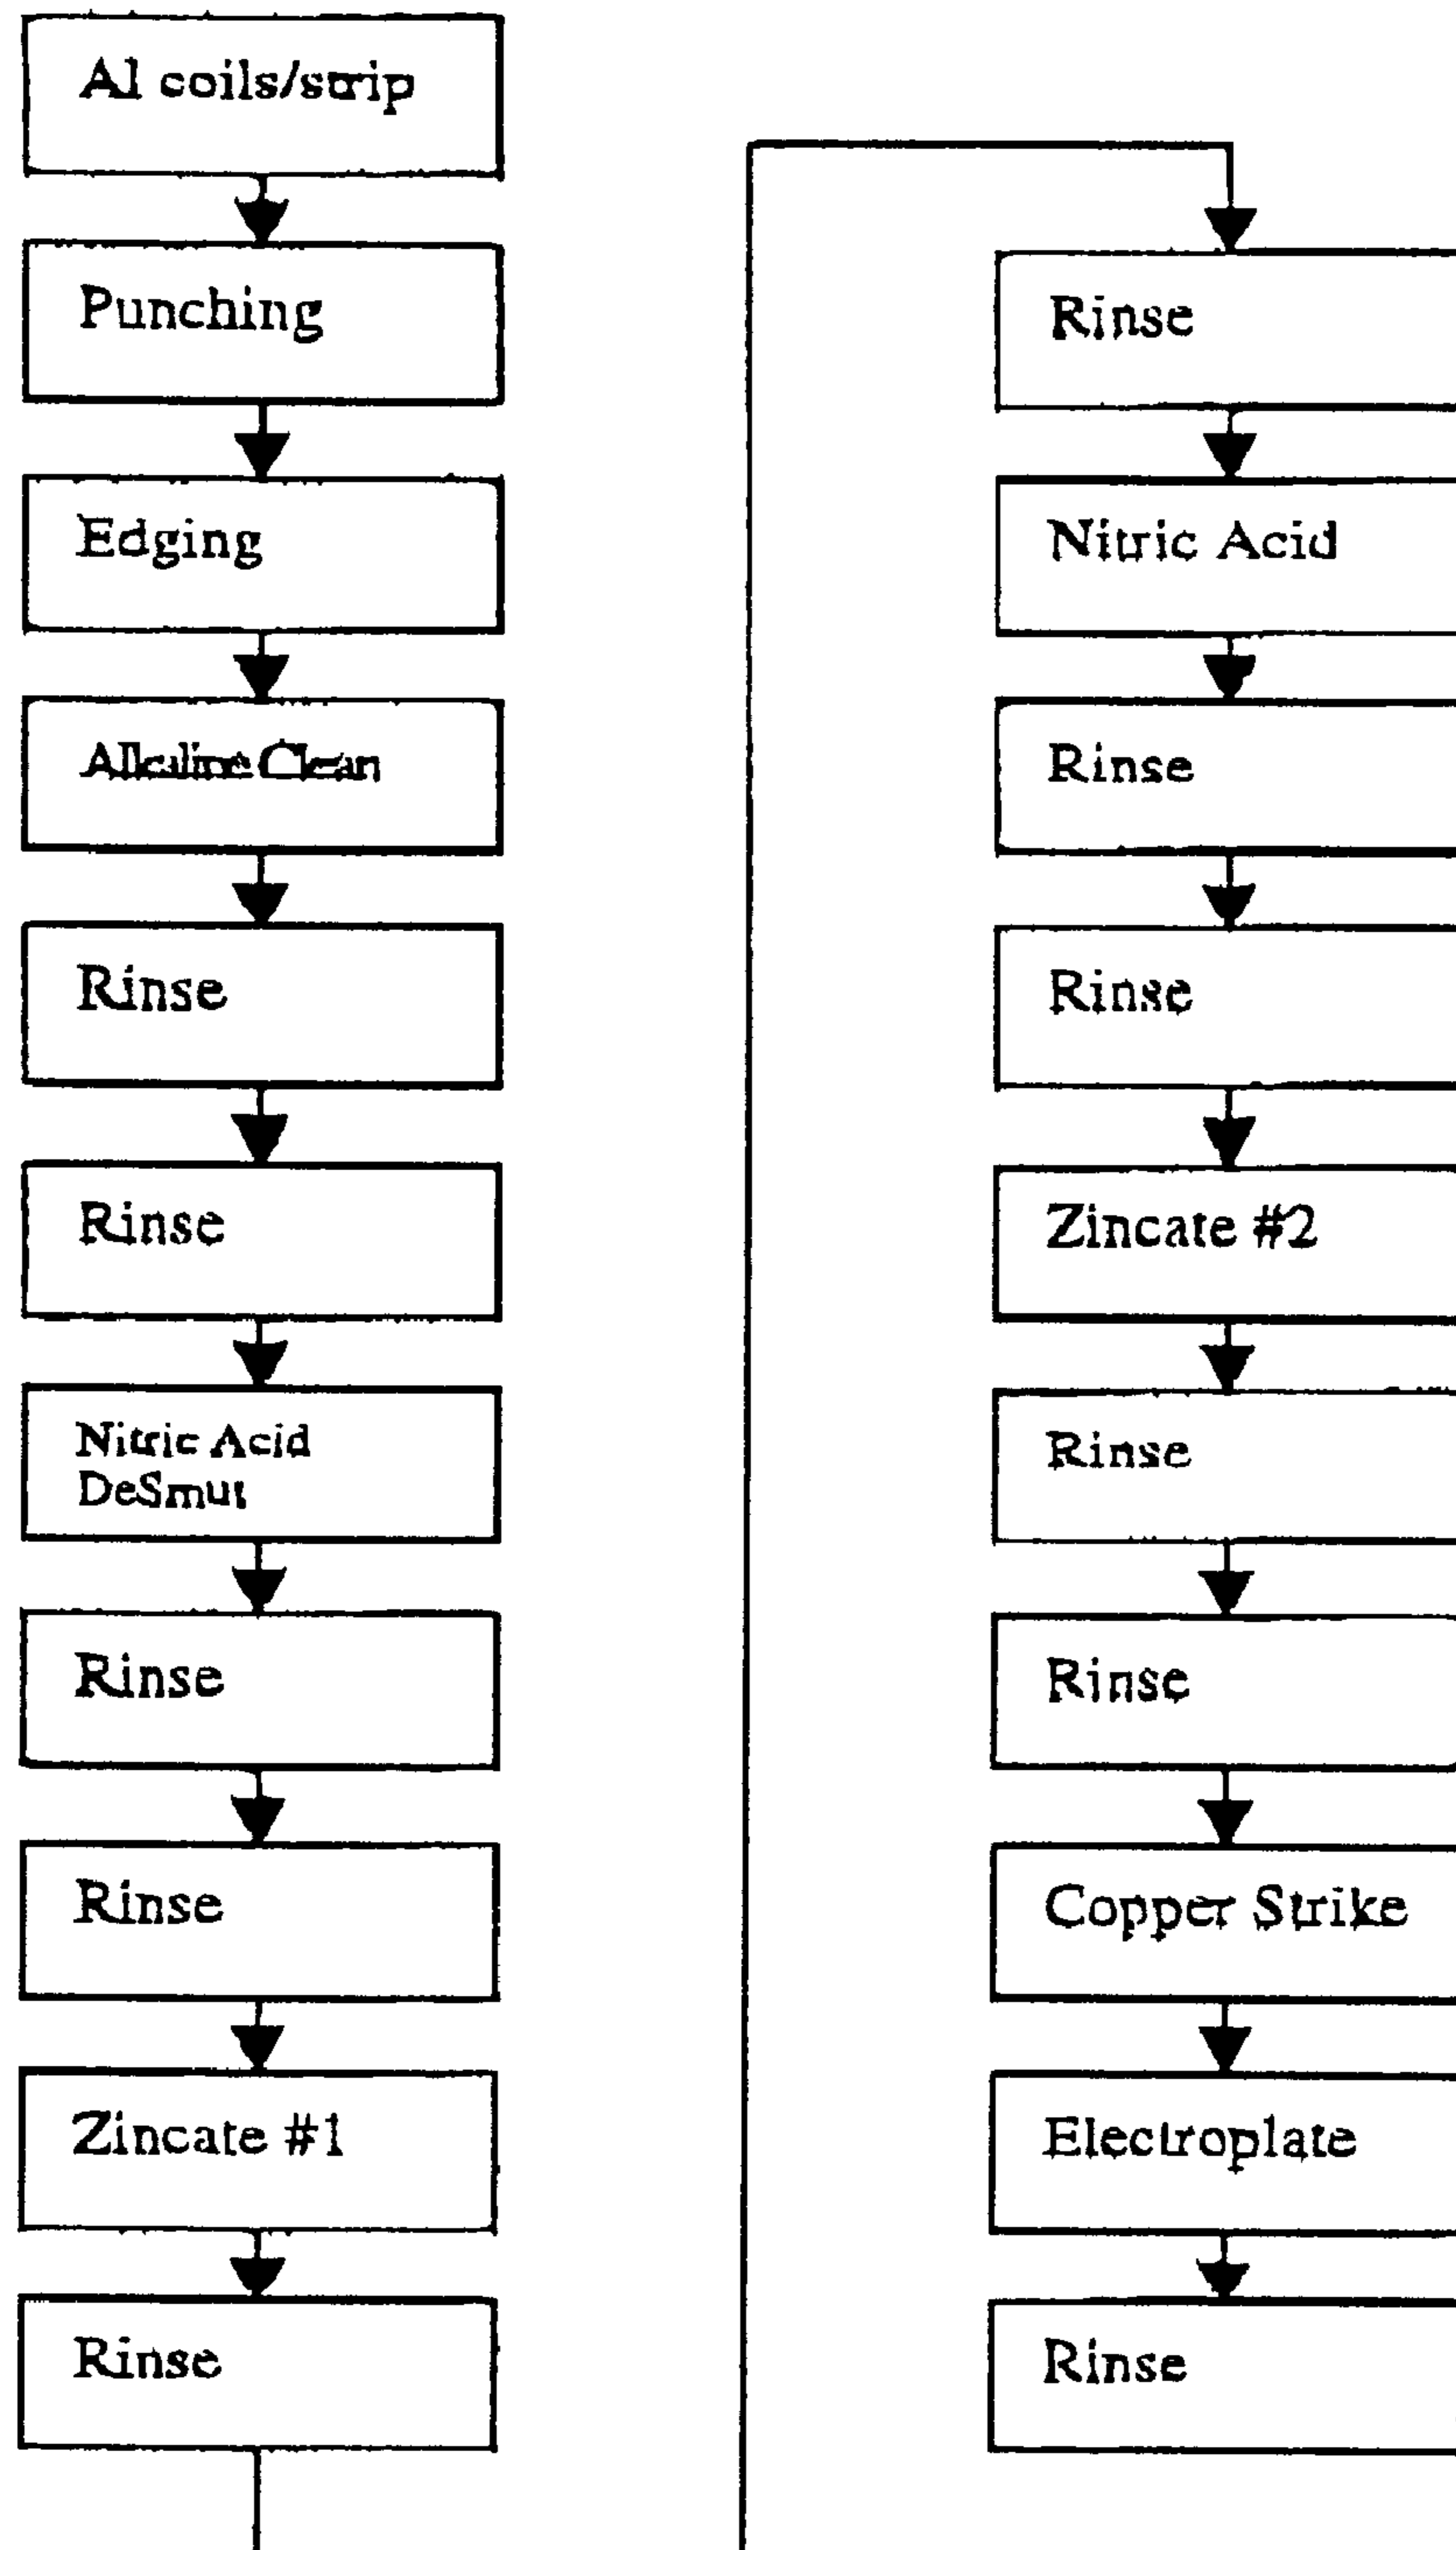 Al coils/strip
Punching
Edging
Alkaline Clean
Rinse
Rinse
Nitric Acid
DeSmut
Rinse
Rinse
Zincate #1
Rinse
Rinse
Nitric Acid
Rinse
Rinse
Zincate #2
Rinse
Rinse
Copper Strike
Electroplate
Rinse